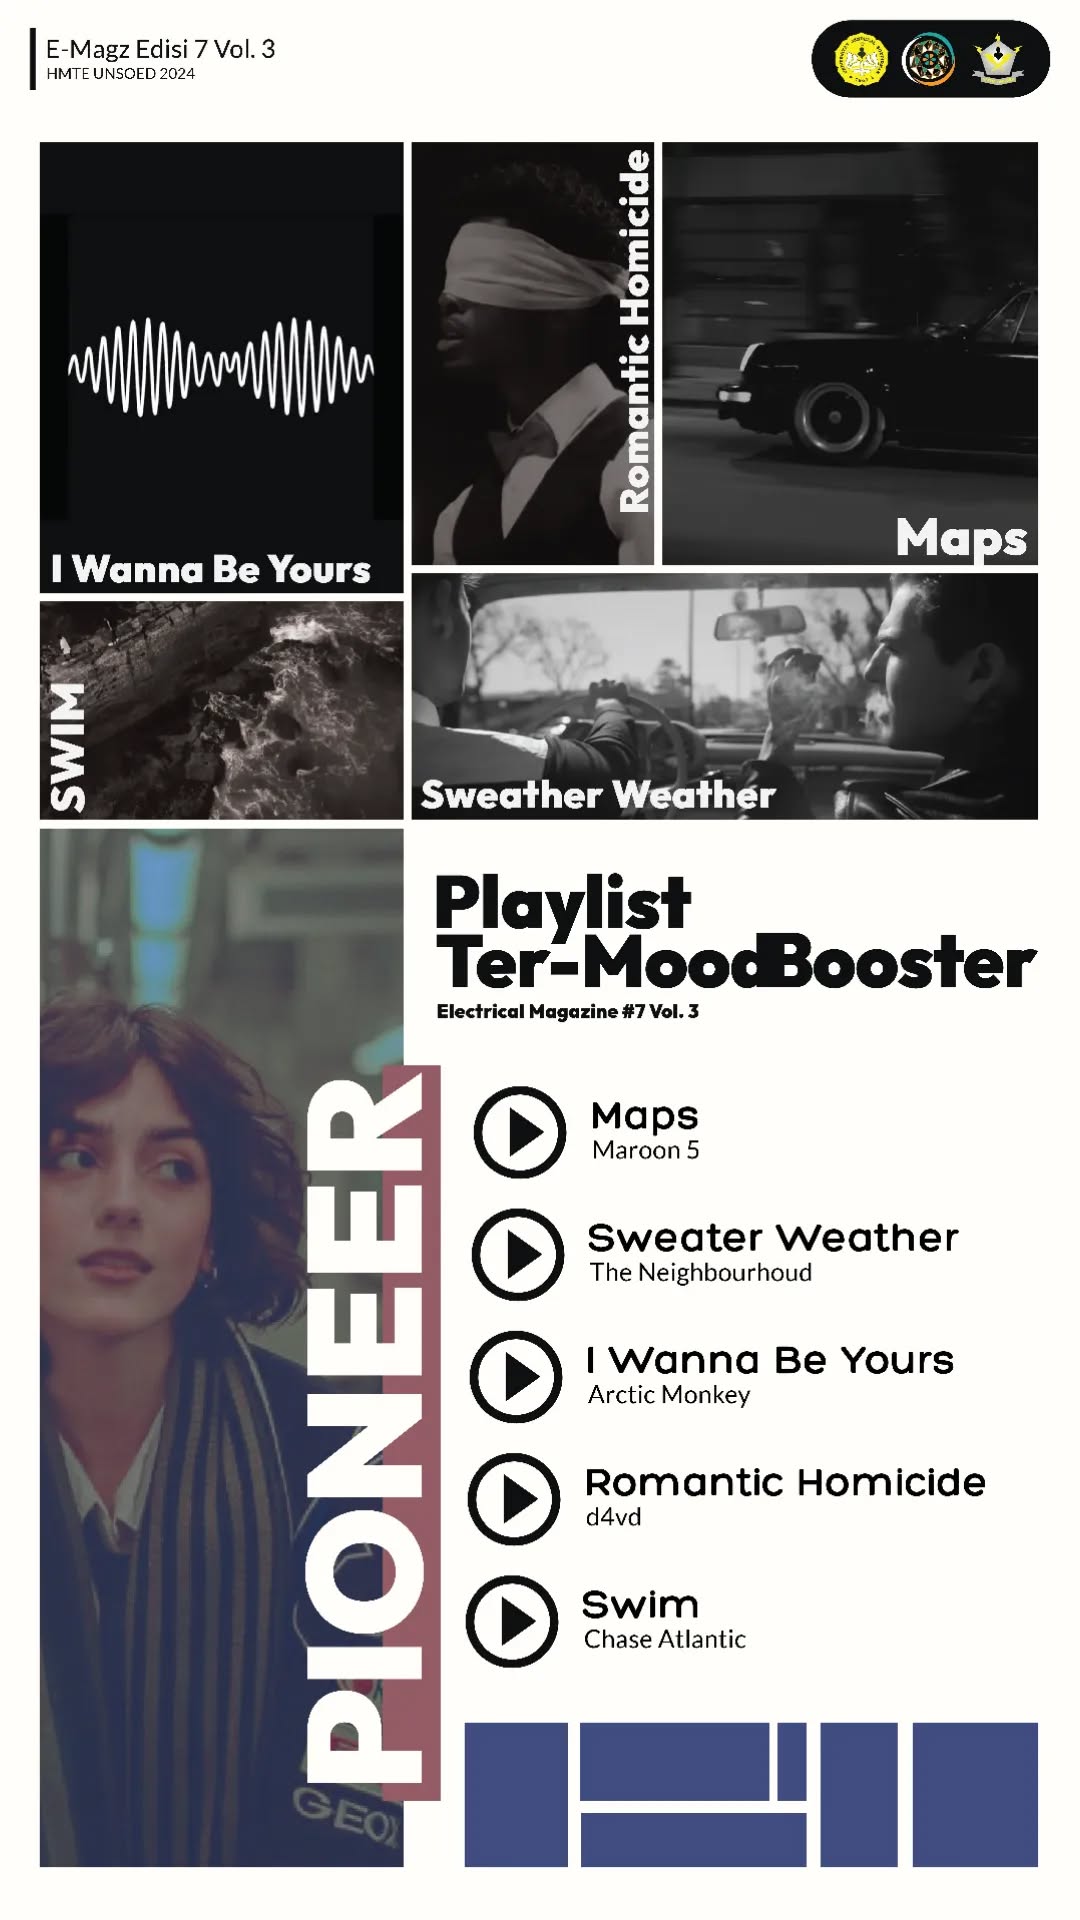 E-Magz Edisi 7 Vol. 3
HMTE UNSOED 2024
I Wanna Be Yours
Romantic Homicide
Maps
SWIM
Sweather Weather
Playlist
Ter-MoodBooster
Electrical Magazine #7 Vol. 3
PIONEER
Maps
Maroon 5
Sweater Weather
The Neighbourhoud
I Wanna Be Yours
Arctic Monkey
Romantic Homicide
d4vd
Swim
Chase Atlantic
GEOX